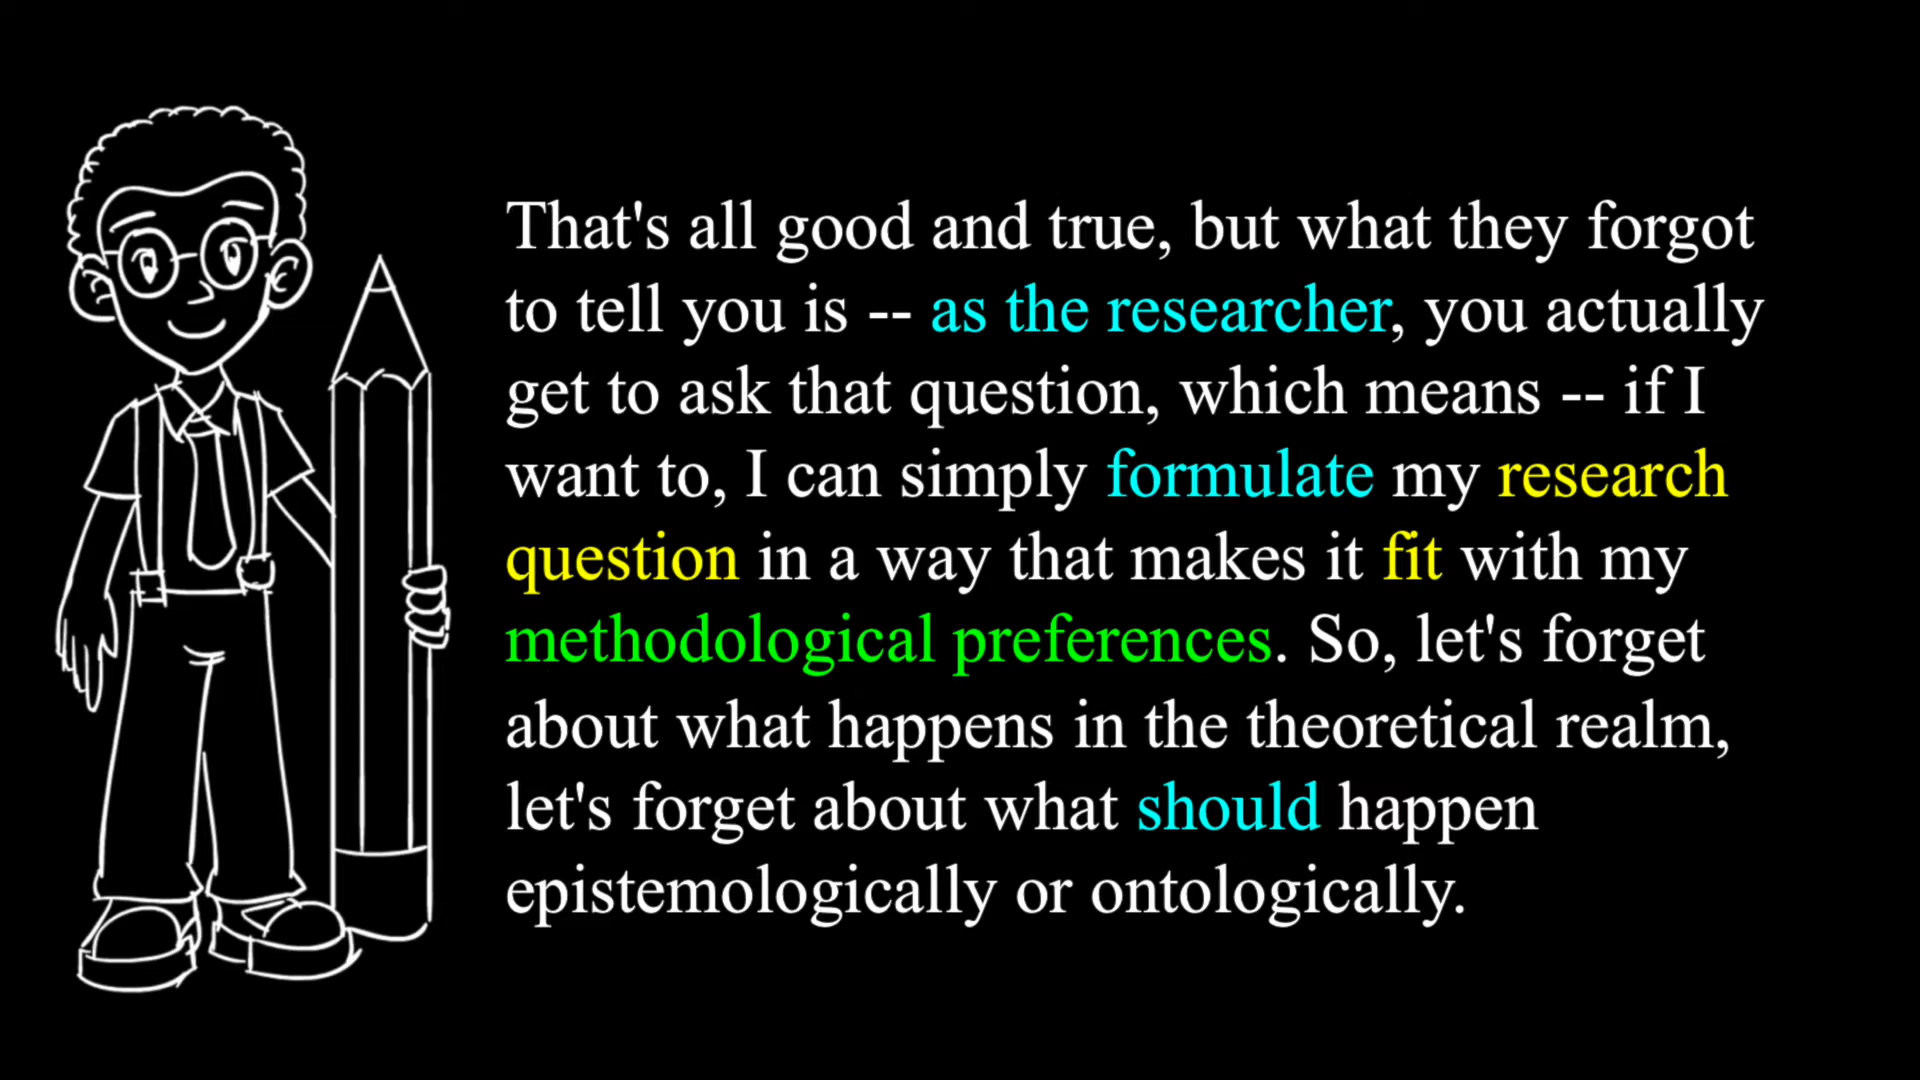 That's all good and true, but what they forgot
to tell you is -- as the researcher, you actually
get to ask that question, which means -- if I
want to, I can simply formulate my research
question in a way that makes it fit with my
methodological preferences. So, let's forget
about what happens in the theoretical realm,
let's forget about what should happen
epistemologically or ontologically.